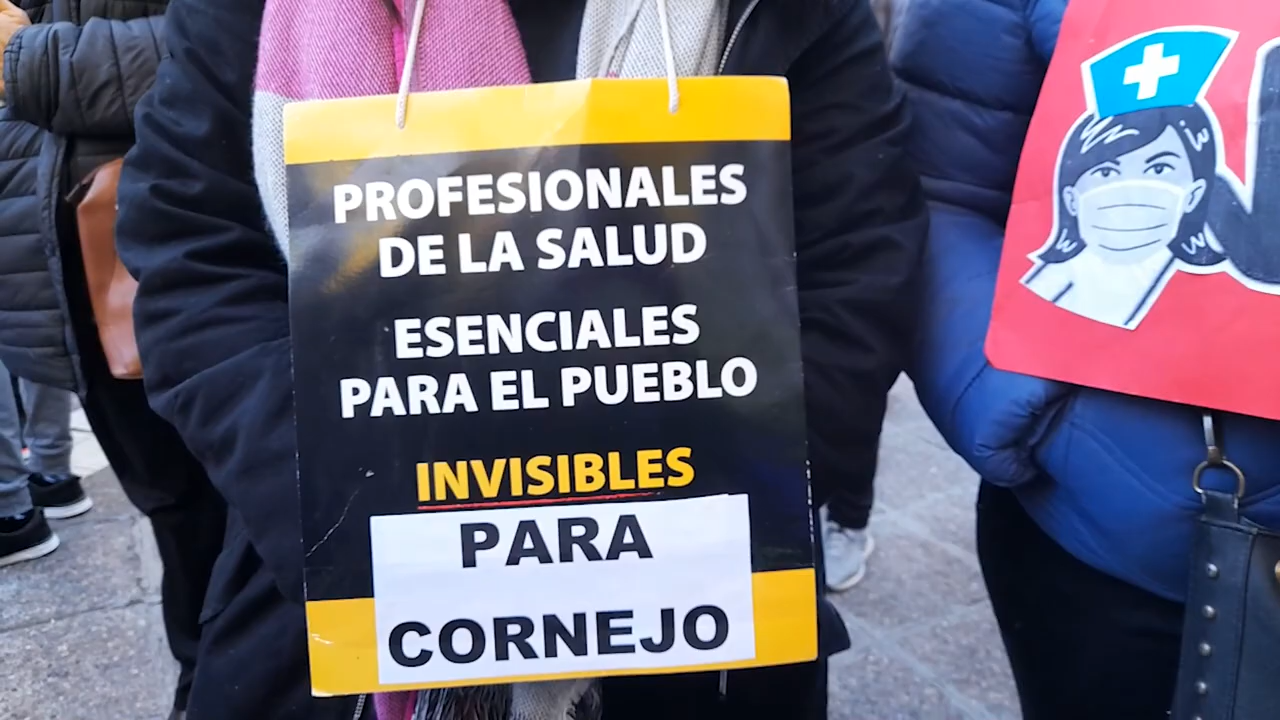 PROFESIONALES
DE LA SALUD
ESENCIALES
PARA EL PUEBLO
INVISIBLES
PARA
CORNEJO